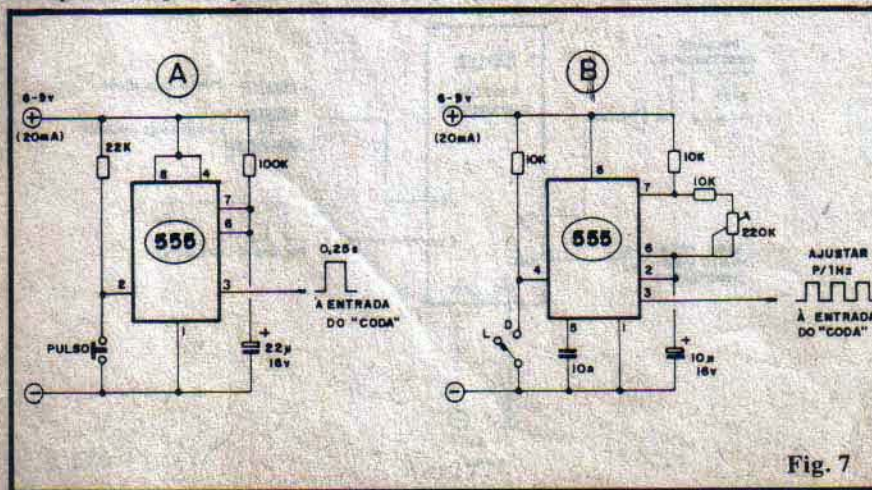 A
6-9v
(20mA)
22K
100K
8 4
7
6
555
2
3
1
0,25s
À ENTRADA
DO "CODA"
PULSO
22µ
16v
B
6-9v
(20mA)
10K
10K
8
7
10K
220K
555
6
2
3
4
AJUSTAR
P/1Hz
À ENTRADA
DO "CODA"
L D
5
1
10n
10µ
16v
Fig. 7